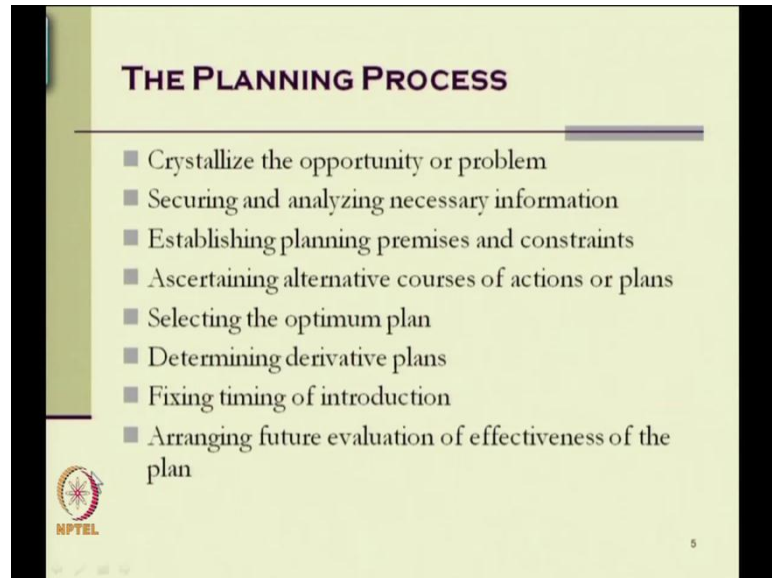 THE PLANNING PROCESS
Crystallize the opportunity or problem
Securing and analyzing necessary information
Establishing planning premises and constraints
Ascertaining alternative courses of actions or plans
Selecting the optimum plan
Determining derivative plans
Fixing timing of introduction
Arranging future evaluation of effectiveness of the
plan
NPTEL
5